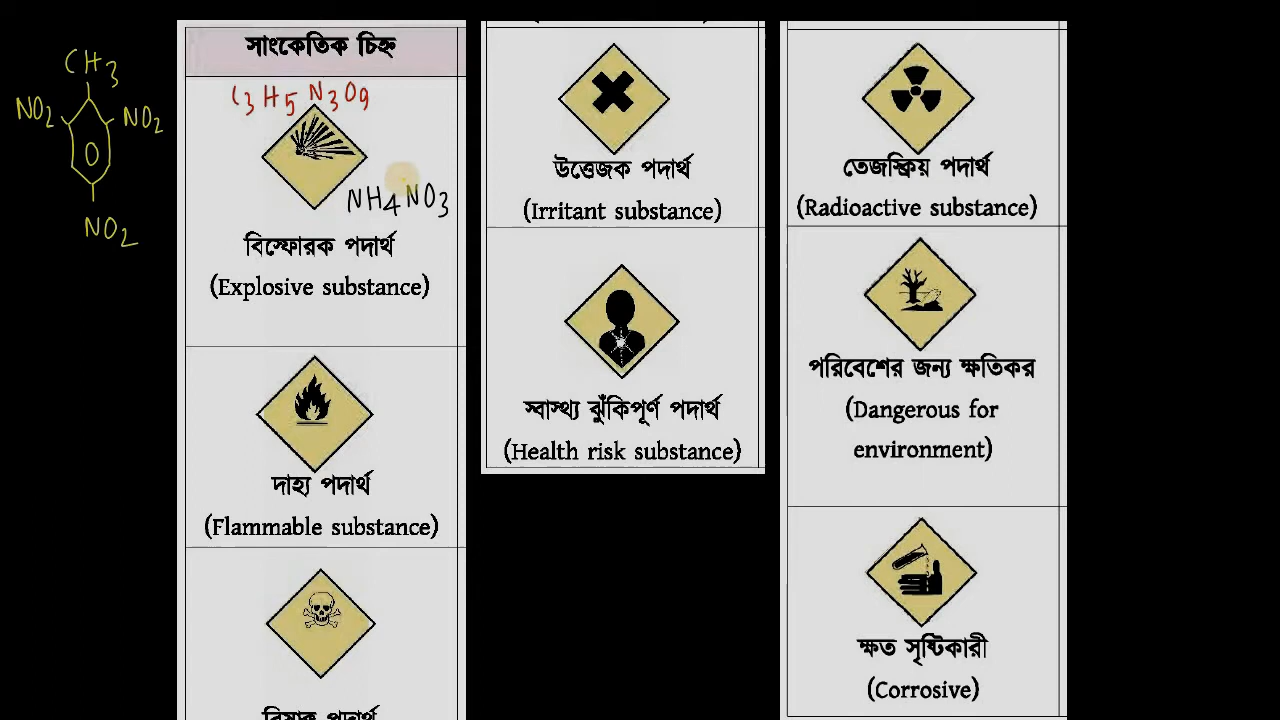 CH3
NO2
NO2
O
NO2
সাংকেতিক চিহ্ন
C3H5N3O9
NH4NO3
বিস্ফোরক পদার্থ
(Explosive substance)
দাহ্য পদার্থ
(Flammable substance)
উত্তেজক পদার্থ
(Irritant substance)
স্বাস্থ্য ঝুঁকিপূর্ণ পদার্থ
(Health risk substance)
তেজস্ক্রিয় পদার্থ
(Radioactive substance)
পরিবেশের জন্য ক্ষতিকর
(Dangerous for
environment)
ক্ষত সৃষ্টিকারী
(Corrosive)